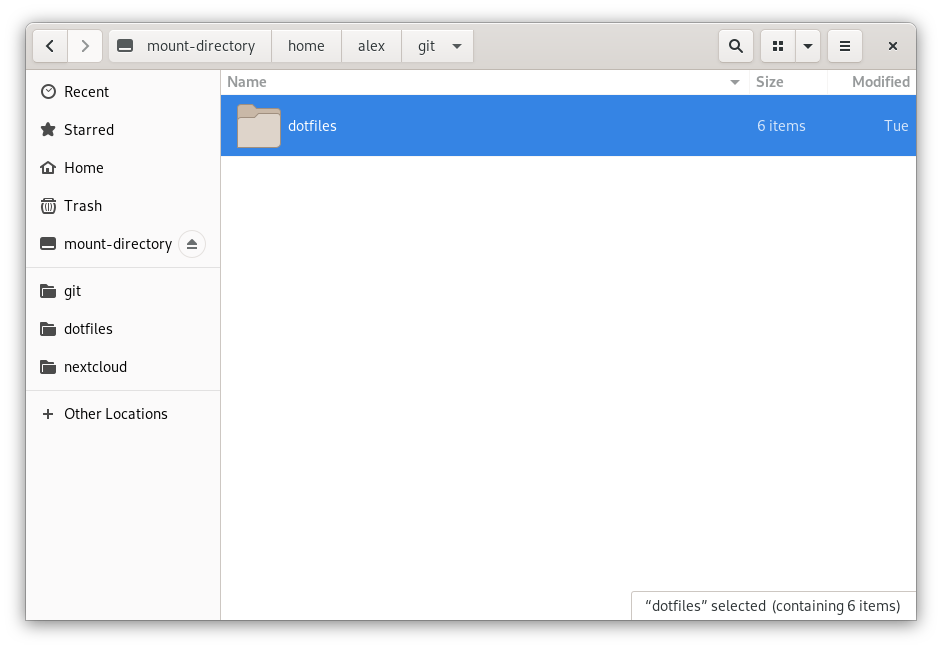 mount-directory home alex git
Name Size Modified
dotfiles 6 items Tue
Recent
Starred
Home
Trash
mount-directory
git
dotfiles
nextcloud
Other Locations
“dotfiles” selected (containing 6 items)